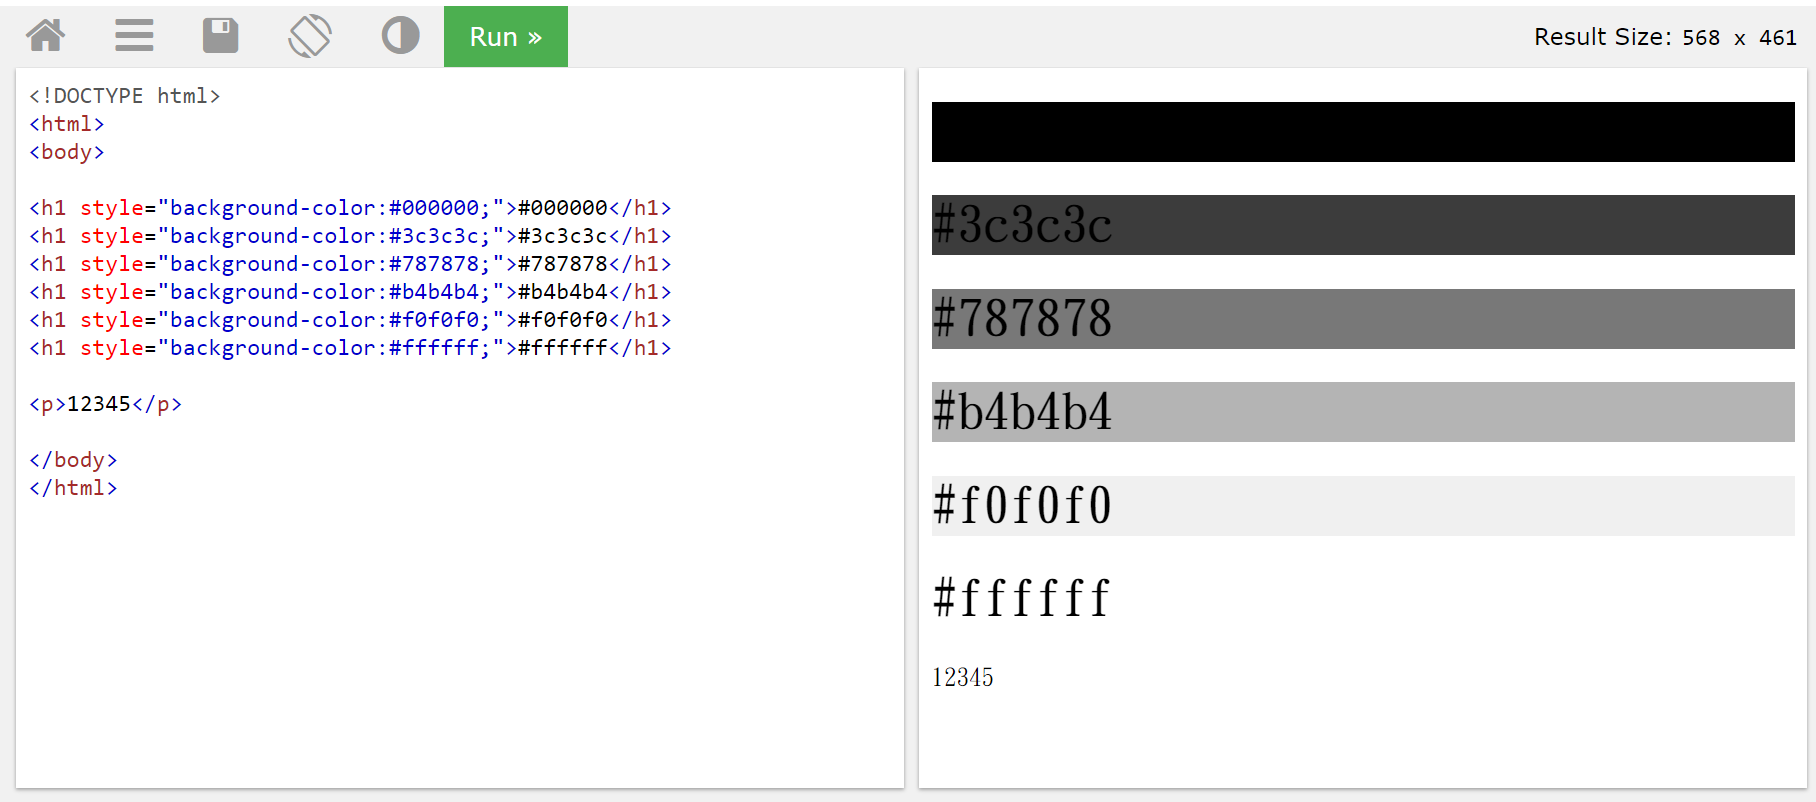 Run »
Result Size: 568 x 461
<!DOCTYPE html>
<html>
<body>
<h1 style="background-color:#000000;">#000000</h1>
<h1 style="background-color:#3c3c3c;">#3c3c3c</h1>
<h1 style="background-color:#787878;">#787878</h1>
<h1 style="background-color:#b4b4b4;">#b4b4b4</h1>
<h1 style="background-color:#f0f0f0;">#f0f0f0</h1>
<h1 style="background-color:#ffffff;">#ffffff</h1>
<p>12345</p>
</body>
</html>
#3c3c3c
#787878
#b4b4b4
#f0f0f0
#ffffff
12345